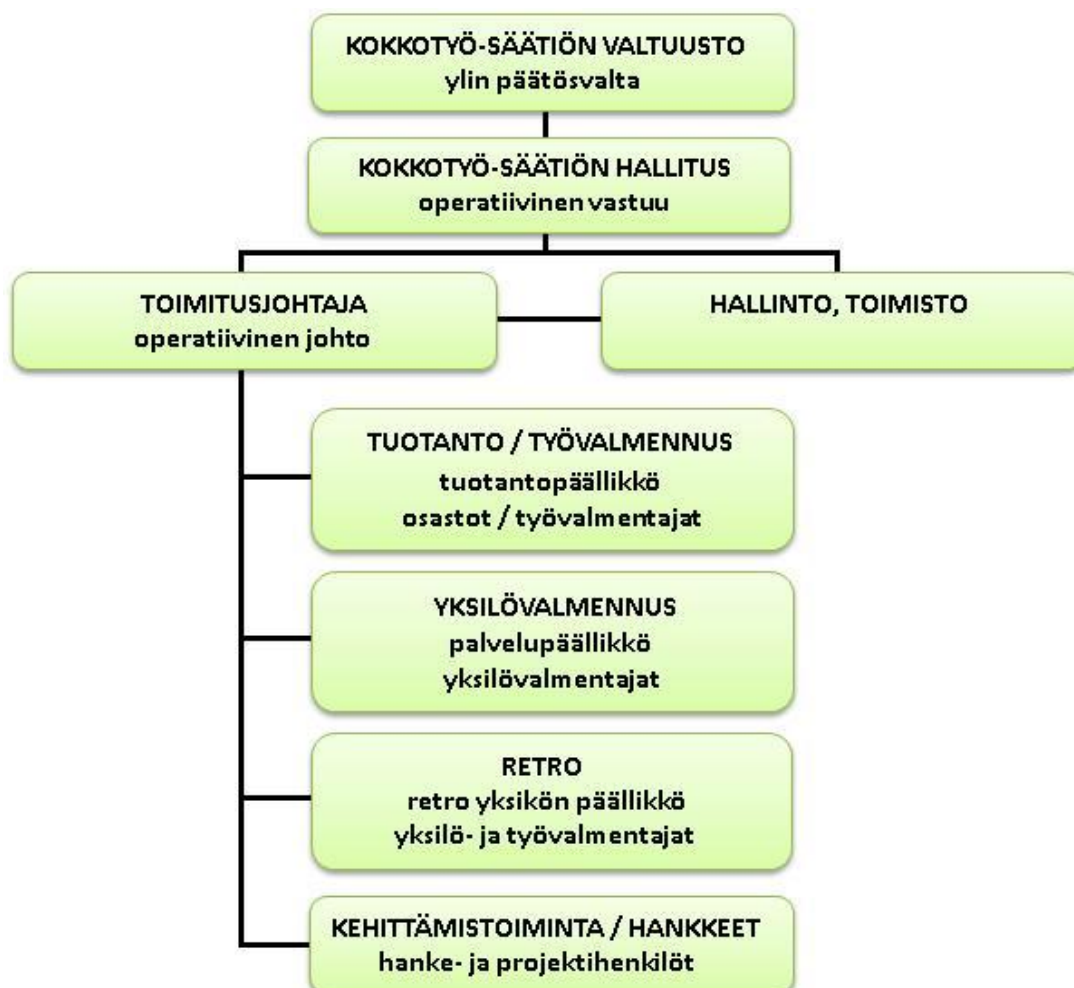 KOKKOTYÖ-SÄÄTIÖN VALTUUSTO
ylin päätösvalta
KOKKOTYÖ-SÄÄTIÖN HALLITUS
operatiivinen vastuu
TOIMITUSJOHTAJA
operatiivinen johto
HALLINTO, TOIMISTO
TUOTANTO / TYÖVALMENNUS
tuotantopäällikkö
osastot / työvalmentajat
YKSILÖVALMENNUS
palvelupäällikkö
yksilövalmentajat
RETRO
retro yksikön päällikkö
yksilö- ja työvalmentajat
KEHITTÄMISTOIMINTA / HANKKEET
hanke- ja projektihenkilöt